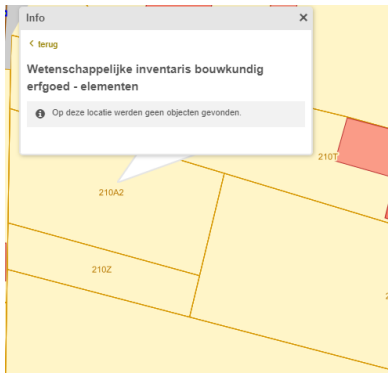 Info
terug
Wetenschappelijke inventaris bouwkundig
erfgoed - elementen
Op deze locatie werden geen objecten gevonden.
210T
210A2
210Z